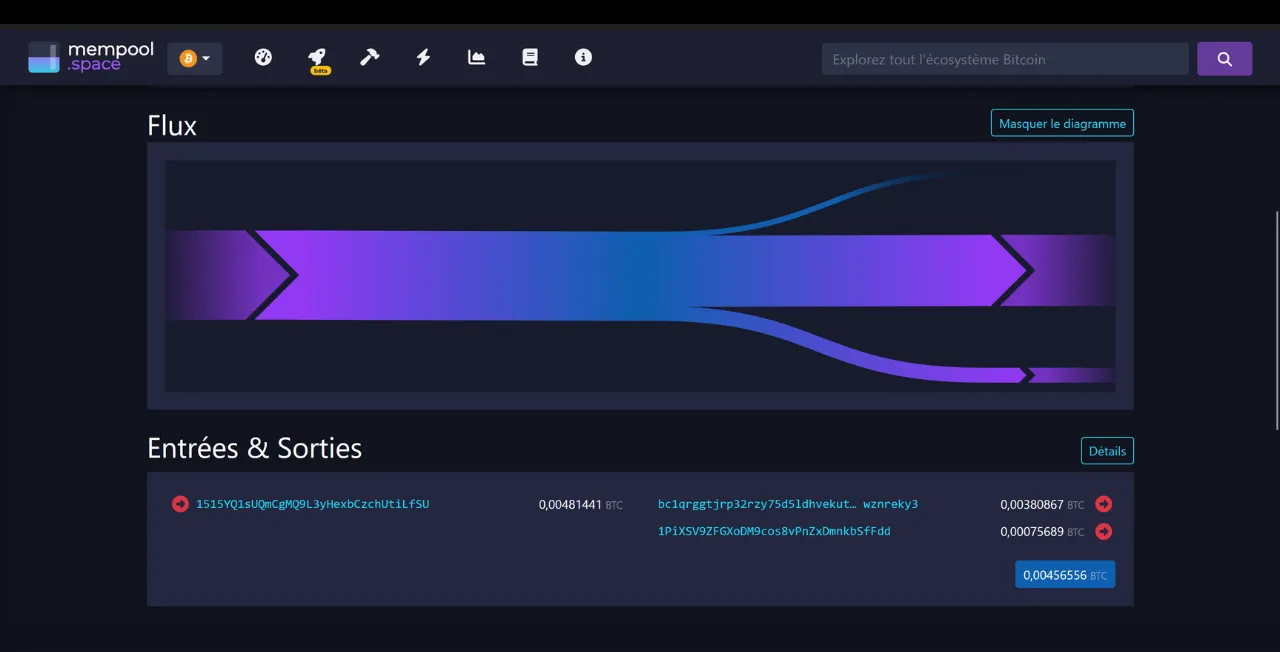 mempool
.space
bêta
Explorez tout l'écosystème Bitcoin
Flux
Masquer le diagramme
Entrées & Sorties
Détails
1515YQ1sUQmCgMQ9L3yHexbCzchUtiLfSU 0,00481441 BTC bc1qrggtjrp32rzy75d5ldhvekut… wznreky3 0,00380867 BTC
1PiXSV9ZFGXoDM9cos8vPnZxDmnkbSfFdd 0,00075689 BTC
0,00456556 BTC